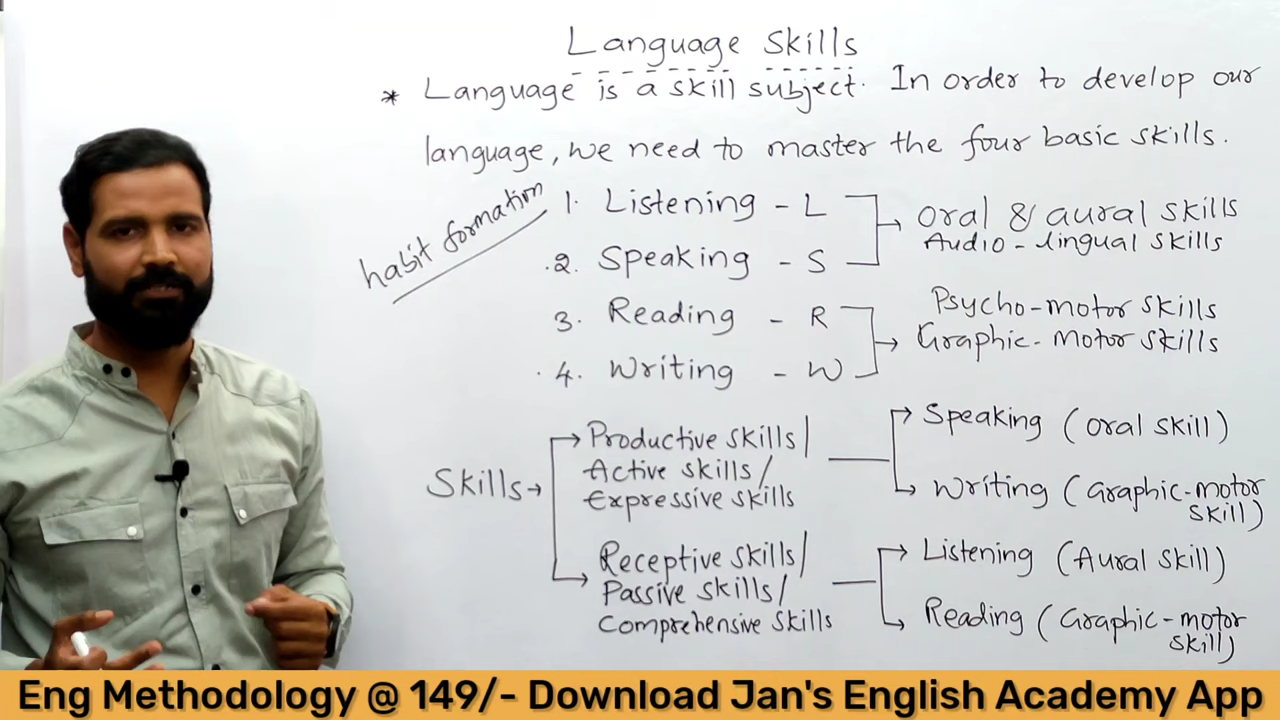 Language Skills
* Language is a skill subject. In order to develop our
language, we need to master the four basic skills.
habit formation
1. Listening - L
oral & aural skills
Audio-lingual skills
2. Speaking - S
3. Reading - R
Psycho-motor skills
Graphic-motor skills
4. Writing - W
Skills →
Productive skills/
Active skills/
Expressive skills
Speaking (oral skill)
Writing (Graphic-motor
skill)
Receptive skills/
Passive skills/
Comprehensive skills
Listening (Aural skill)
Reading (Graphic-motor
skill)
Eng Methodology @ 149/- Download Jan's English Academy App